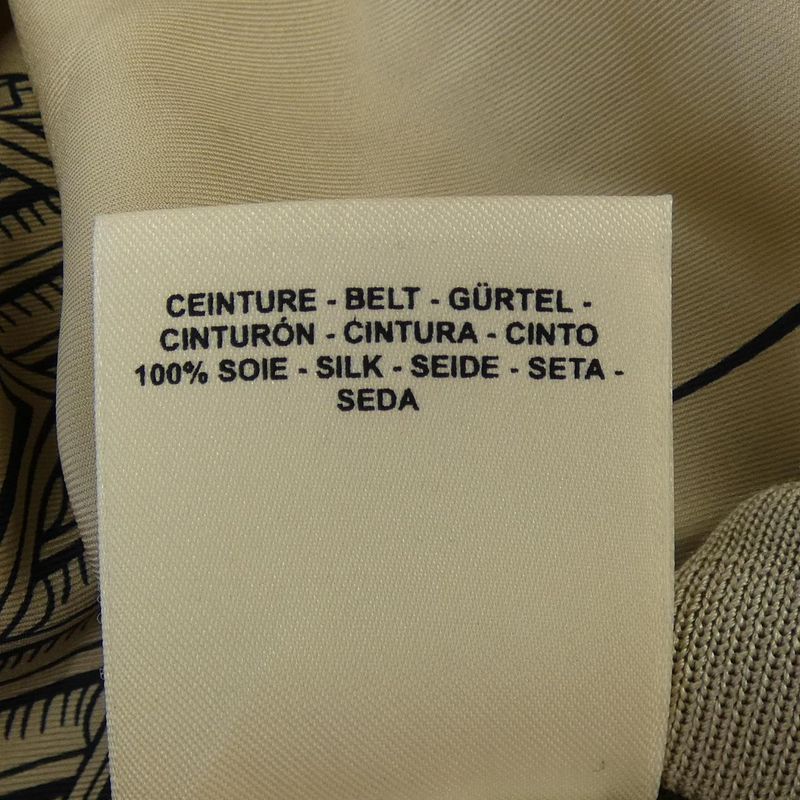 CEINTURE - BELT - GÜRTEL -
CINTURÓN - CINTURA - CINTO
100% SOIE - SILK - SEIDE - SETA -
SEDA